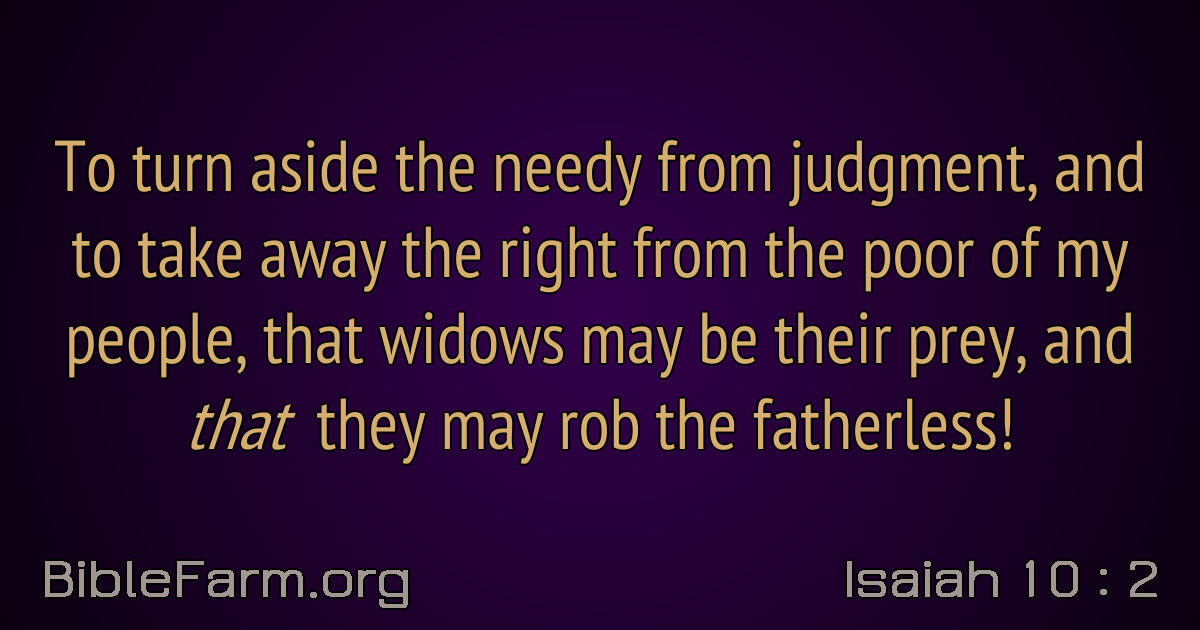 To turn aside the needy from judgment, and
to take away the right from the poor of my
people, that widows may be their prey, and
that they may rob the fatherless!
BibleFarm.org
Isaiah 10 : 2